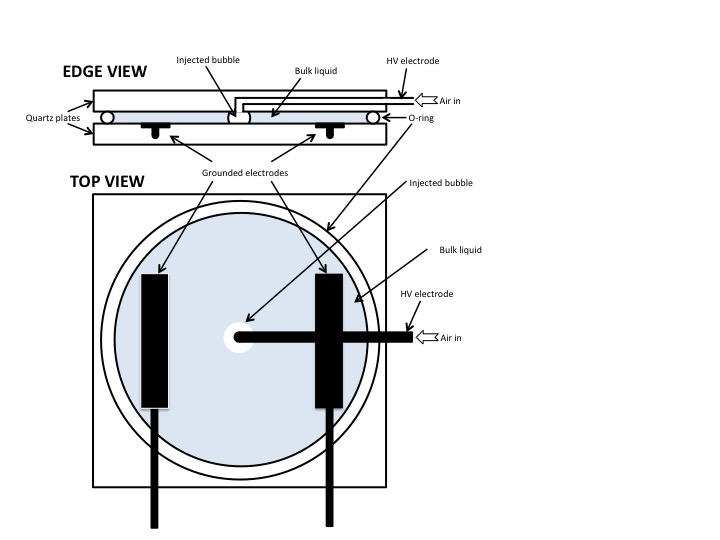 Injected bubble
HV electrode
EDGE VIEW
Bulk liquid
Air in
Quartz plates
O-ring
Grounded electrodes
TOP VIEW
Injected bubble
Bulk liquid
HV electrode
Air in